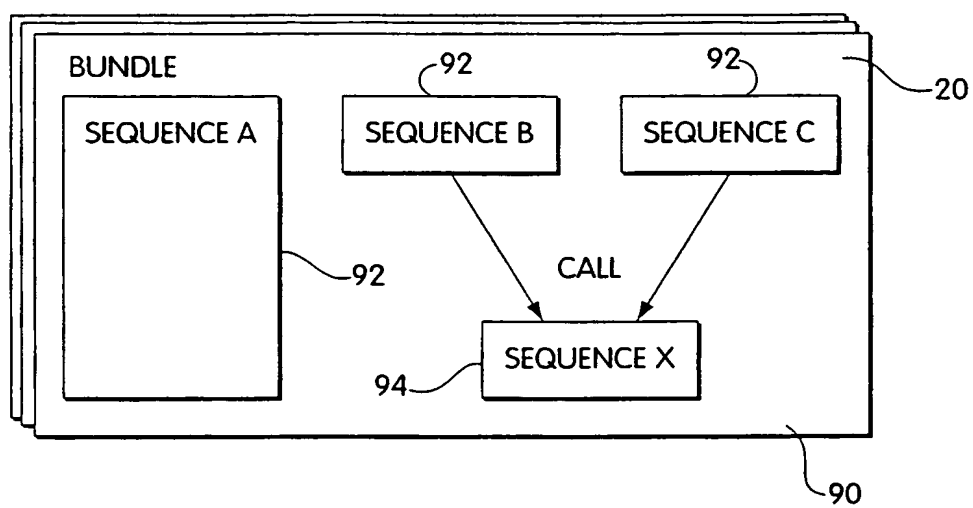 BUNDLE
92
92
20
SEQUENCE A
SEQUENCE B
SEQUENCE C
92
CALL
SEQUENCE X
94
90